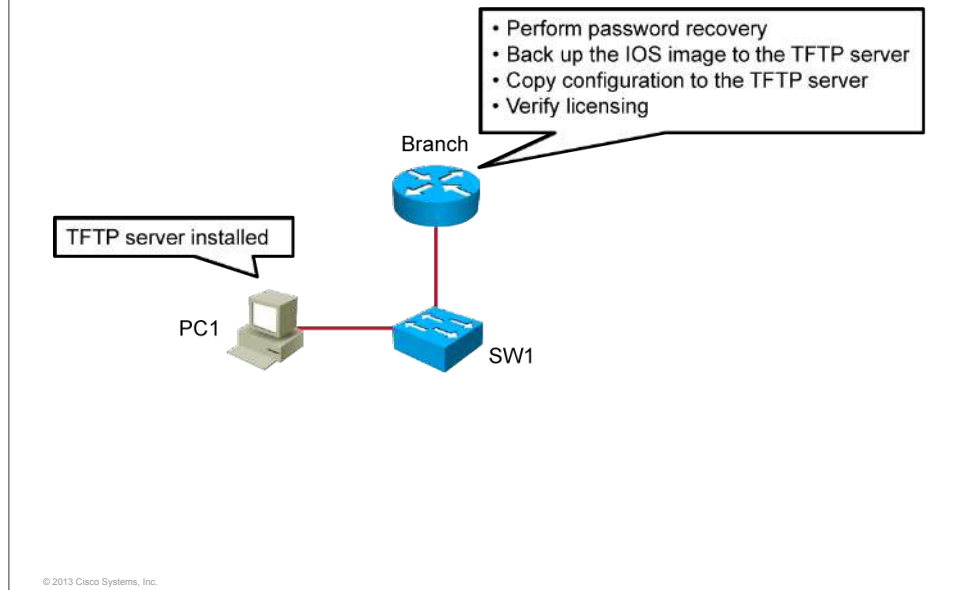 • Perform password recovery
• Back up the IOS image to the TFTP server
• Copy configuration to the TFTP server
• Verify licensing
Branch
TFTP server installed
PC1
SW1
© 2013 Cisco Systems, Inc.